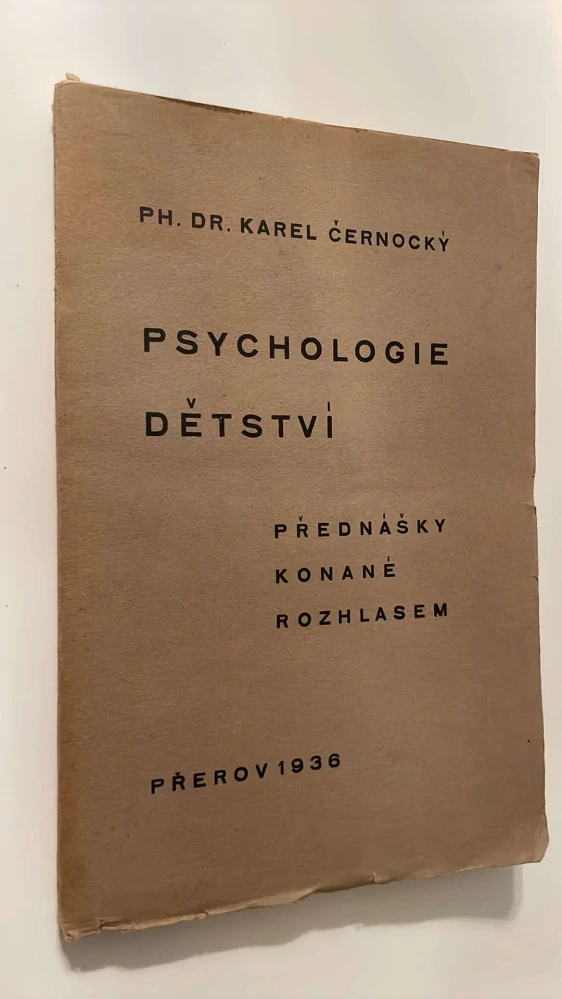 PH. DR. KAREL ČERNOCKÝ
PSYCHOLOGIE
DĚTSTVÍ
PŘEDNÁŠKY
KONANÉ
ROZHLASEM
PŘEROV 1936